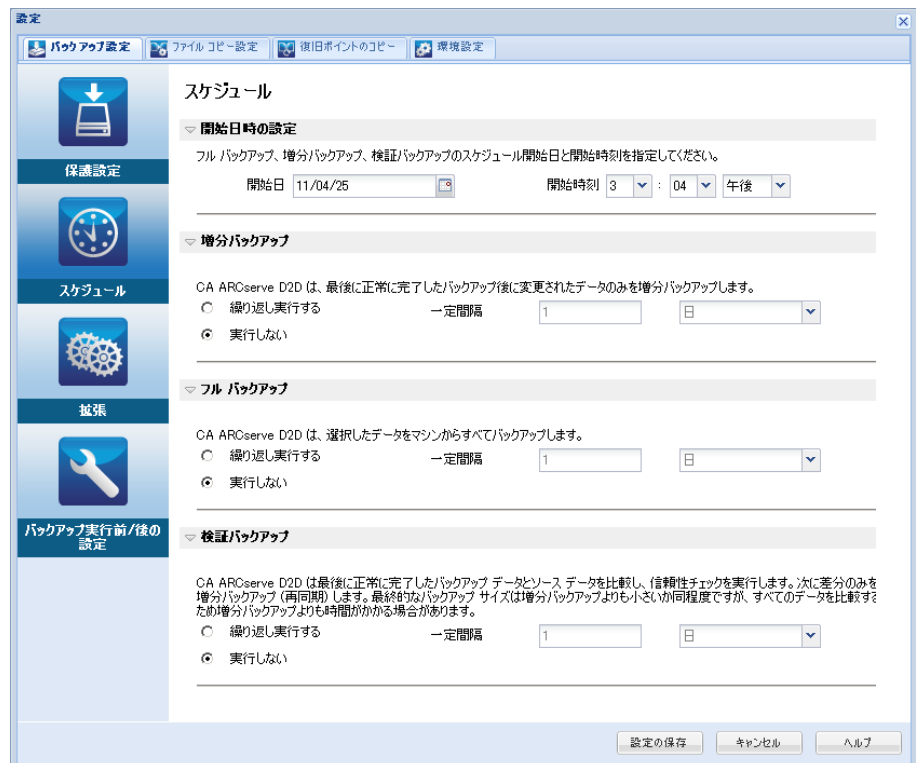 設定
バックアップ設定 ファイル コピー設定 復旧ポイントのコピー 環境設定
保護設定
スケジュール
拡張
バックアップ実行前/後の
設定
スケジュール
開始日時の設定
フル バックアップ、増分バックアップ、検証バックアップのスケジュール開始日と開始時刻を指定してください。
開始日 11/04/25 開始時刻 3 : 04 午後
増分バックアップ
CA ARCserve D2D は、最後に正常に完了したバックアップ後に変更されたデータのみを増分バックアップします。
繰り返し実行する 一定間隔 1 日
実行しない
フル バックアップ
CA ARCserve D2D は、選択したデータをマシンからすべてバックアップします。
繰り返し実行する 一定間隔 1 日
実行しない
検証バックアップ
CA ARCserve D2D は最後に正常に完了したバックアップ データとソース データを比較し、信頼性チェックを実行します。次に差分のみを
増分バックアップ (再同期) します。最終的なバックアップ サイズは増分バックアップよりも小さいか同程度ですが、すべてのデータを比較する
ため増分バックアップよりも時間がかかる場合があります。
繰り返し実行する 一定間隔 1 日
実行しない
設定の保存 キャンセル ヘルプ